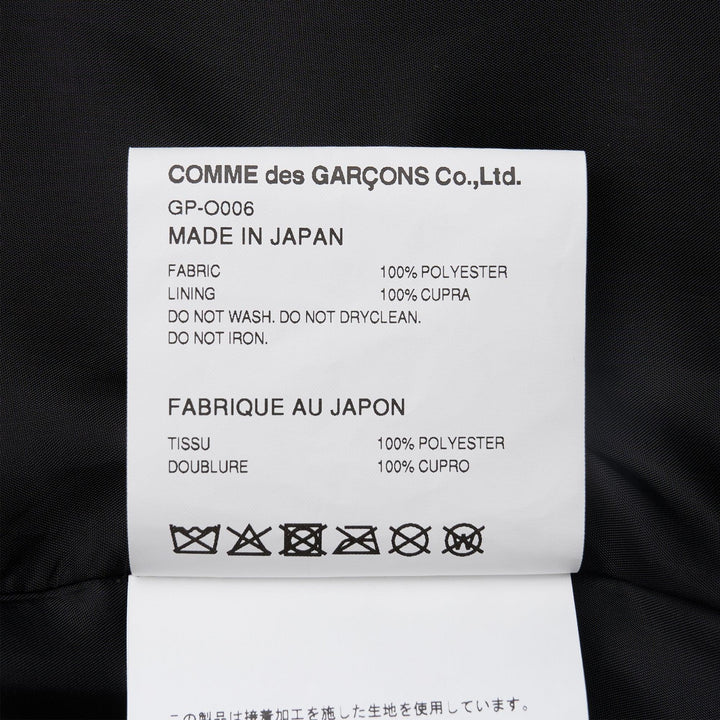 COMME des GARÇONS Co.,Ltd.
GP-O006
MADE IN JAPAN
FABRIC 100% POLYESTER
LINING 100% CUPRA
DO NOT WASH. DO NOT DRYCLEAN.
DO NOT IRON.
FABRIQUE AU JAPON
TISSU 100% POLYESTER
DOUBLURE 100% CUPRO
W
この製品は接着加工を施した生地を使用しています。